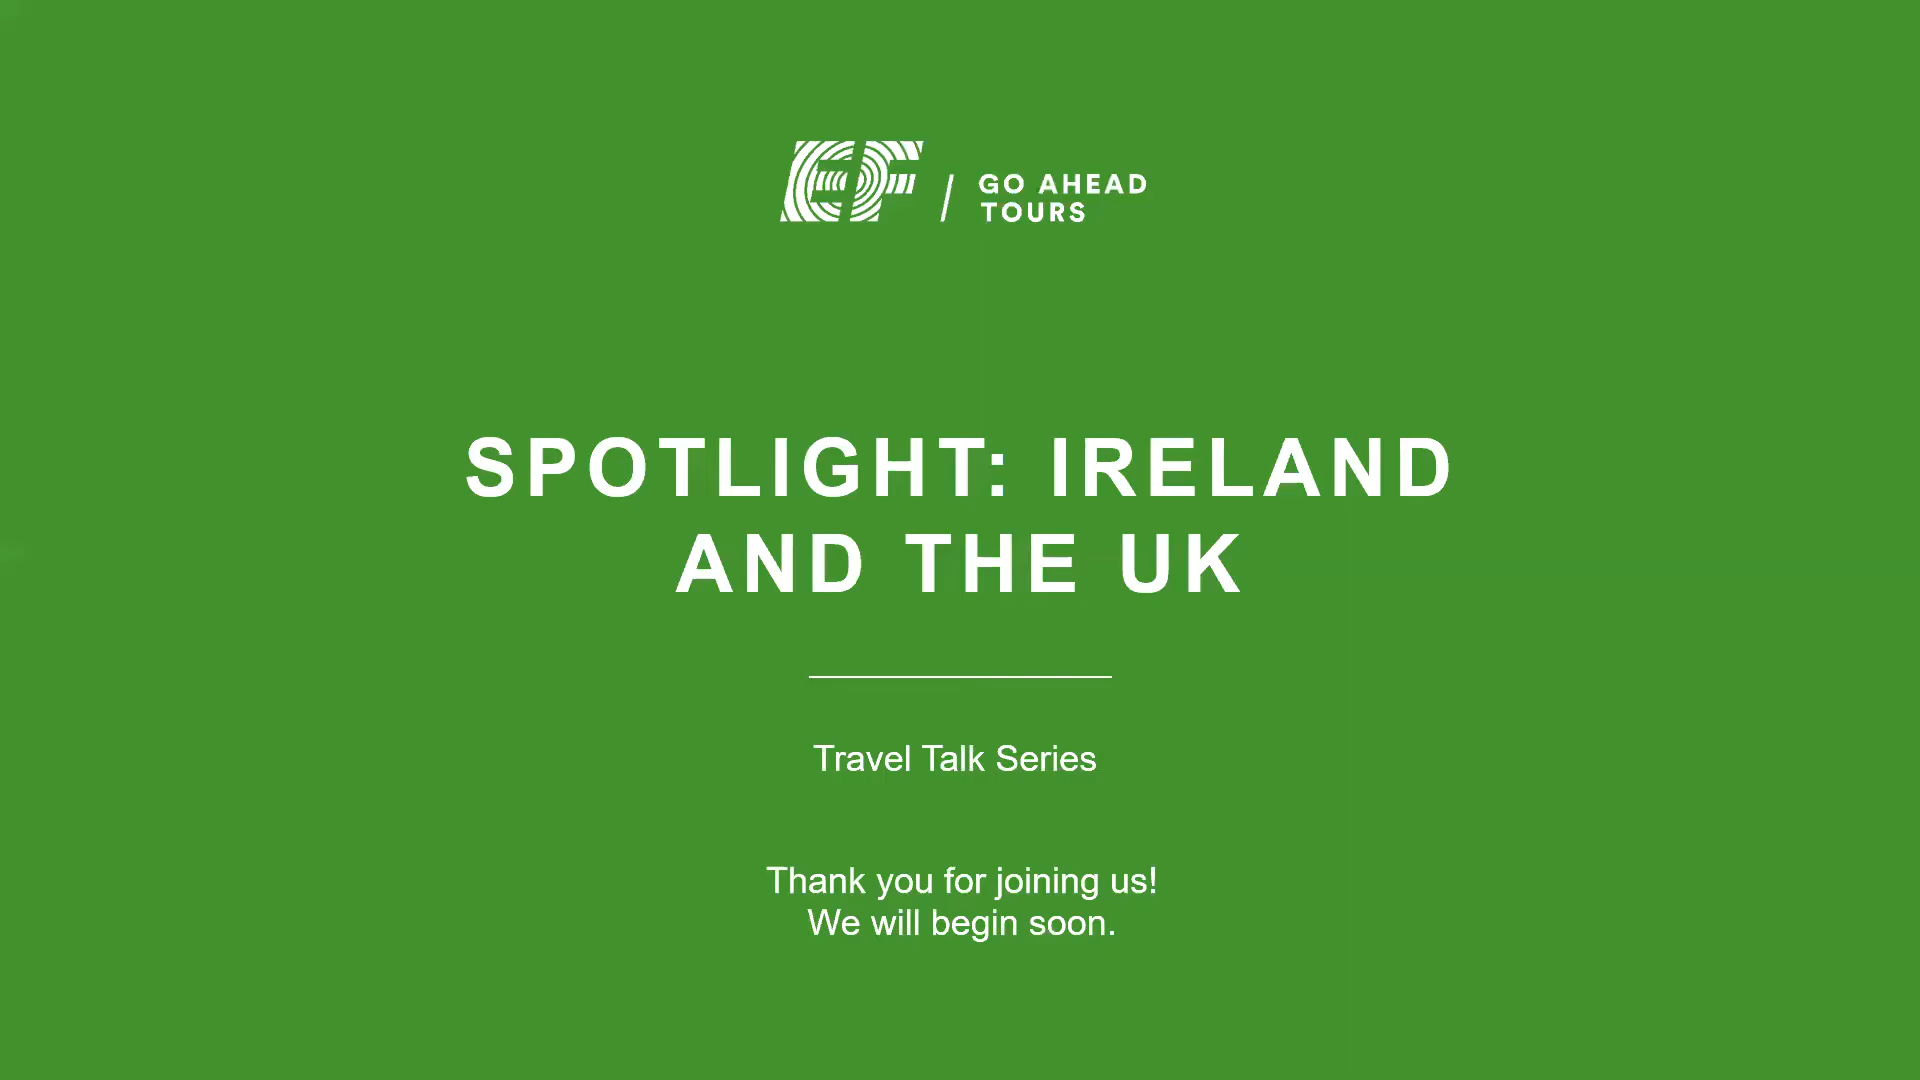 EF / GO AHEAD
TOURS
SPOTLIGHT: IRELAND
AND THE UK
Travel Talk Series
Thank you for joining us!
We will begin soon.